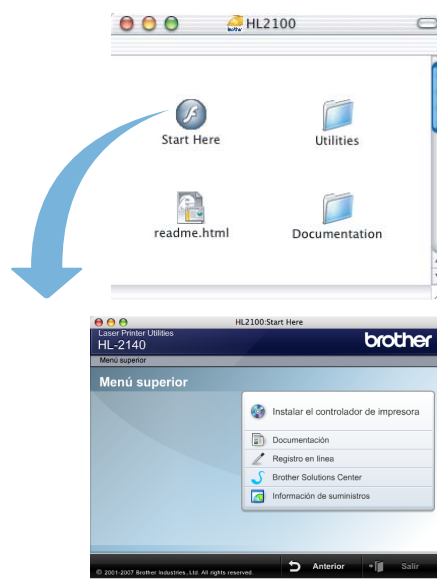 HL2100
Start Here
Utilities
readme.html
Documentation
HL2100:Start Here
Laser Printer Utilities
HL-2140
brother
Menú superior
Menú superior
Instalar el controlador de impresora
Documentación
Registro en línea
Brother Solutions Center
Información de suministros
© 2001-2007 Brother Industries., Ltd. All rights reserved.
Anterior
Salir